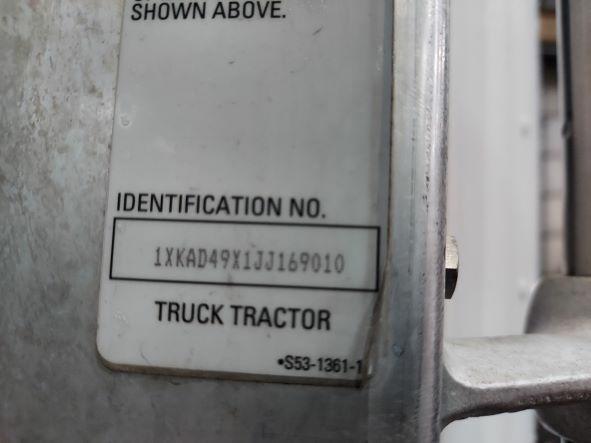 SHOWN ABOVE.
IDENTIFICATION NO.
1XKAD49X1JJ169010
TRUCK TRACTOR
•S53-1361-1